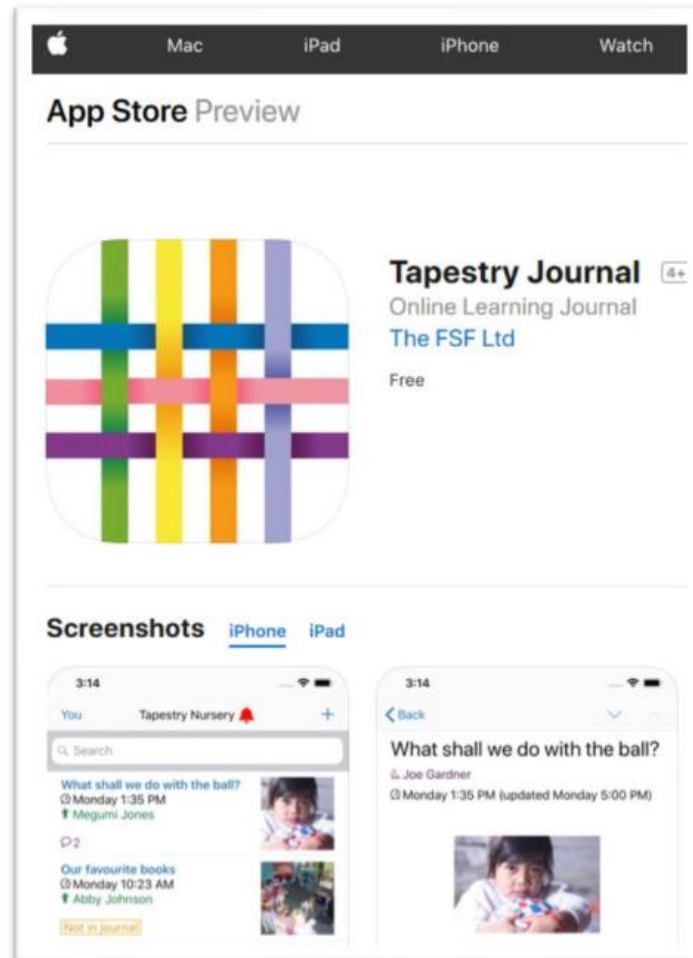 Mac iPad iPhone Watch
App Store Preview
Tapestry Journal 4+
Online Learning Journal
The FSF Ltd
Free
Screenshots iPhone iPad
3:14
You Tapestry Nursery +
Search
What shall we do with the ball?
Monday 1:35 PM
Megumi Jones
2
Our favourite books
Monday 10:23 AM
Abby Johnson
Not in journal
3:14
Back
What shall we do with the ball?
Joe Gardner
Monday 1:35 PM (updated Monday 5:00 PM)